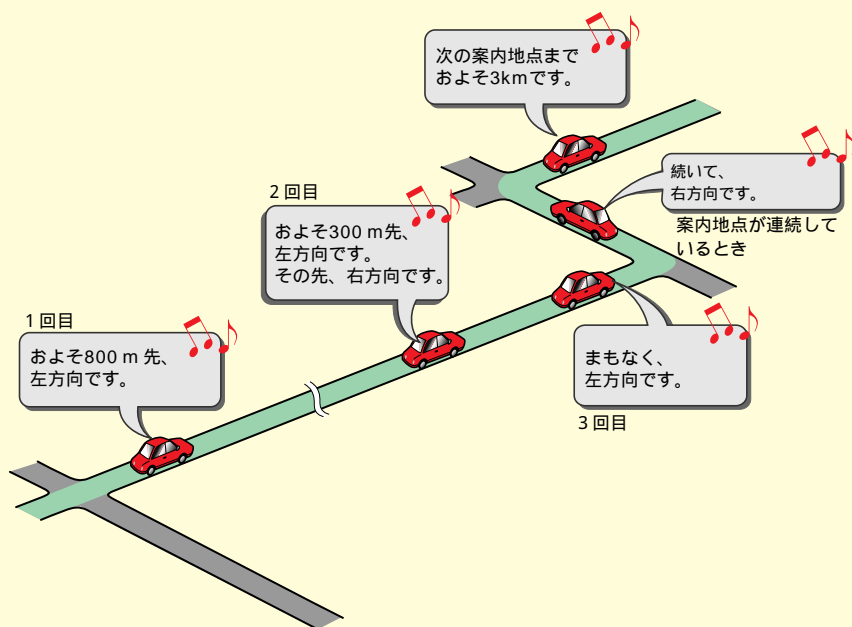 次の案内地点まで
およそ3kmです。
続いて、
右方向です。
案内地点が連続して
いるとき
2回目
およそ300m先、
左方向です。
その先、右方向です。
1回目
およそ800m先、
左方向です。
まもなく、
左方向です。
3回目